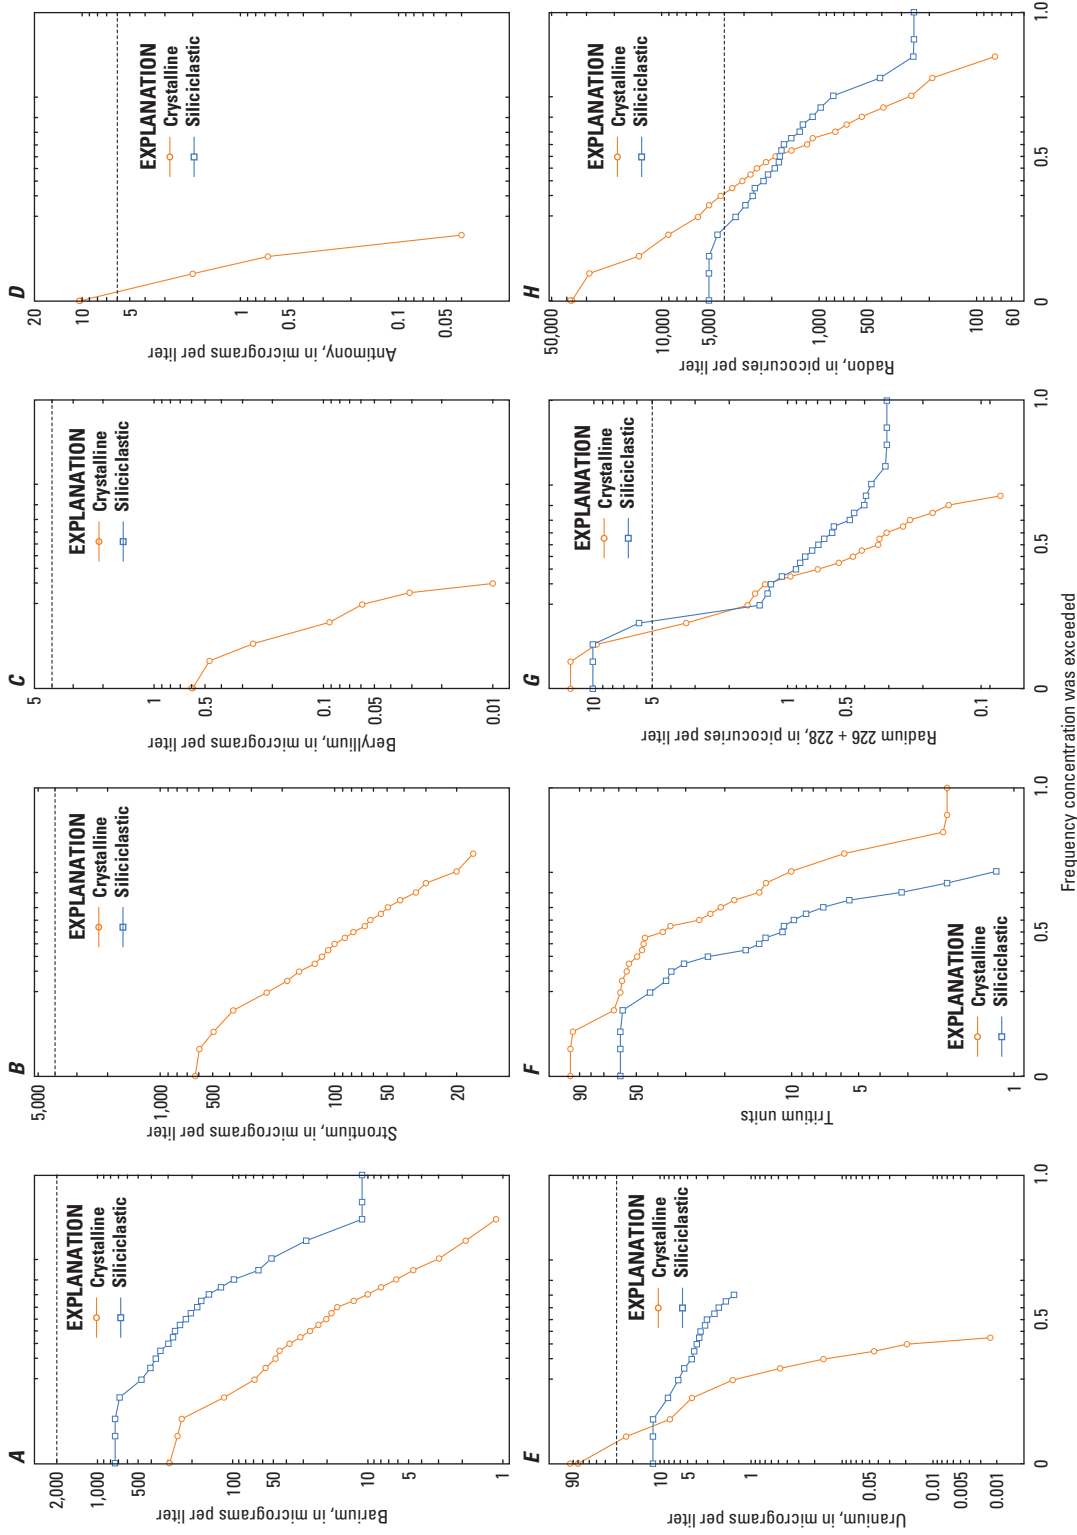 A
Barium, in micrograms per liter
2,000
1,000
500
100
50
10
5
1
EXPLANATION
Crystalline
Siliciclastic
B
Strontium, in micrograms per liter
5,000
1,000
500
100
50
20
EXPLANATION
Crystalline
Siliciclastic
C
Beryllium, in micrograms per liter
5
1
0.5
0.1
0.05
0.01
EXPLANATION
Crystalline
Siliciclastic
D
Antimony, in micrograms per liter
20
10
5
1
0.5
0.1
0.05
EXPLANATION
Crystalline
Siliciclastic
E
Uranium, in micrograms per liter
90
10
5
1
0.05
0.01
0.005
0.001
EXPLANATION
Crystalline
Siliciclastic
0 0.5 1.0
F
Tritium units
90
50
10
5
1
EXPLANATION
Crystalline
Siliciclastic
0 0.5 1.0
G
Radium 226 + 228, in picocuries per liter
10
5
1
0.5
0.1
EXPLANATION
Crystalline
Siliciclastic
0 0.5 1.0
H
Radon, in picocuries per liter
50,000
10,000
5,000
1,000
500
100
60
EXPLANATION
Crystalline
Siliciclastic
0 0.5 1.0
Frequency concentration was exceeded